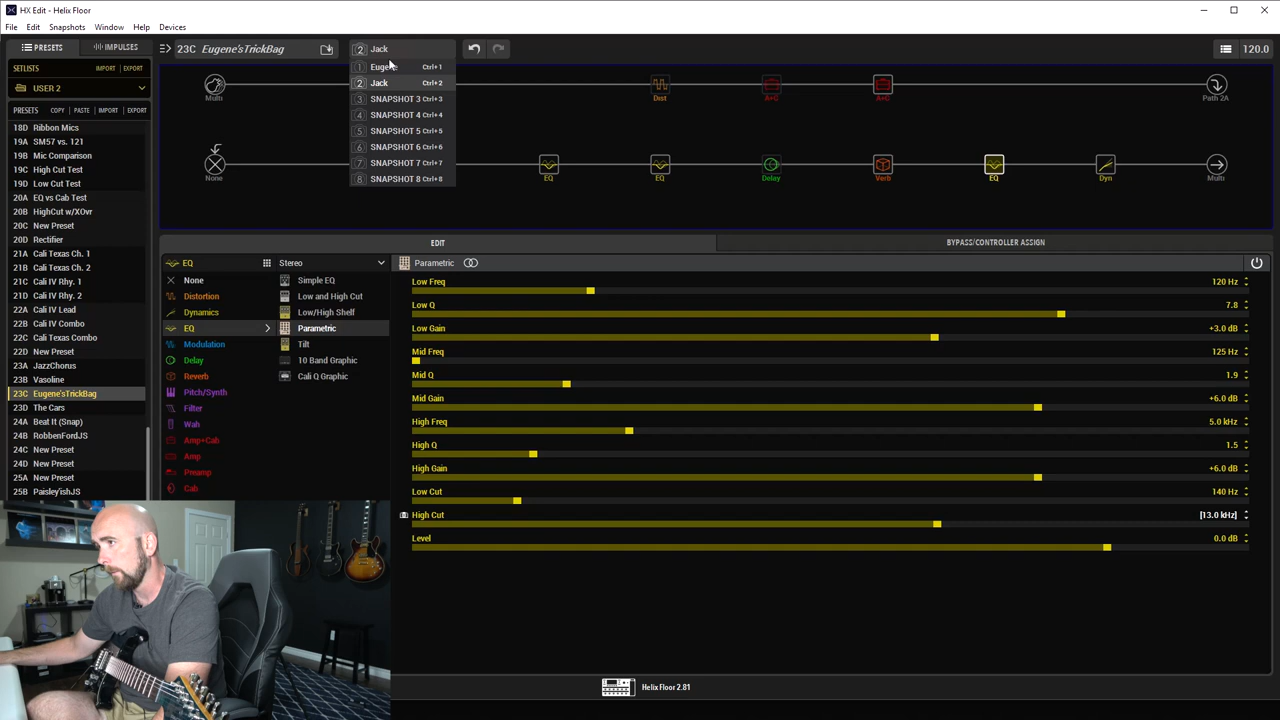 HX Edit - Helix Floor
File Edit Snapshots Window Help Devices
PRESETS IMPULSES
23C Eugene'sTrickBag
2 Jack
120.0
SETLISTS IMPORT EXPORT
USER 2
PRESETS COPY PASTE IMPORT EXPORT
18D Ribbon Mics
19A SM57 vs. 121
19B Mic Comparison
19C High Cut Test
19D Low Cut Test
20A EQ vs Cab Test
20B HighCut w/XOvr
20C New Preset
20D Rectifier
21A Cali Texas Ch. 1
21B Cali Texas Ch. 2
21C Cali IV Rhy. 1
21D Cali IV Rhy. 2
22A Cali IV Lead
22B Cali IV Combo
22C Cali Texas Combo
22D New Preset
23A JazzChorus
23B Vasoline
23C Eugene'sTrickBag
23D The Cars
24A Beat It (Snap)
24B RobbenFordJS
24C New Preset
24D New Preset
25A New Preset
25B Paisley'ishJS
1 Eugene Ctrl+1
2 Jack Ctrl+2
3 SNAPSHOT 3 Ctrl+3
4 SNAPSHOT 4 Ctrl+4
5 SNAPSHOT 5 Ctrl+5
6 SNAPSHOT 6 Ctrl+6
7 SNAPSHOT 7 Ctrl+7
8 SNAPSHOT 8 Ctrl+8
Multi Dist A+C A+C Path 2A
None EQ EQ Delay Verb EQ Dyn Multi
EDIT BYPASS/CONTROLLER ASSIGN
EQ Stereo
None
Distortion
Dynamics
EQ
Modulation
Delay
Reverb
Pitch/Synth
Filter
Wah
Amp+Cab
Amp
Preamp
Cab
Simple EQ
Low and High Cut
Low/High Shelf
Parametric
Tilt
10 Band Graphic
Cali Q Graphic
Parametric
Low Freq 120 Hz
Low Q 7.8
Low Gain +3.0 dB
Mid Freq 125 Hz
Mid Q 1.9
Mid Gain +6.0 dB
High Freq 5.0 kHz
High Q 1.5
High Gain +6.0 dB
Low Cut 140 Hz
High Cut [13.0 kHz]
Level 0.0 dB
Helix Floor 2.81